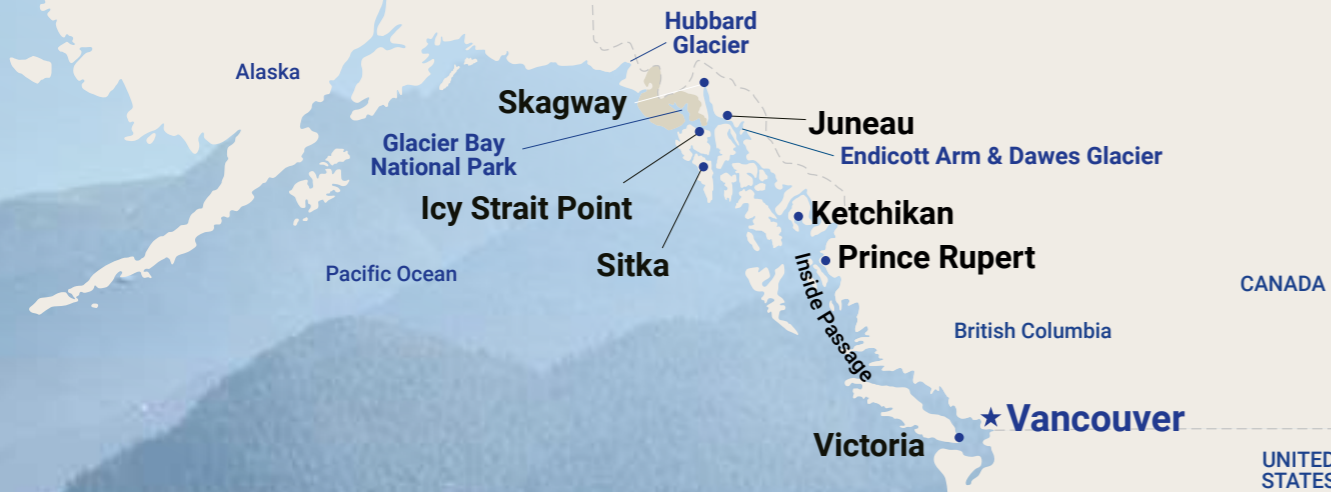 Hubbard
Glacier
Alaska
Skagway
Juneau
Glacier Bay
National Park
Endicott Arm & Dawes Glacier
Icy Strait Point
Ketchikan
Sitka
Prince Rupert
Pacific Ocean
Inside Passage
CANADA
British Columbia
Vancouver
Victoria
UNITED
STATES